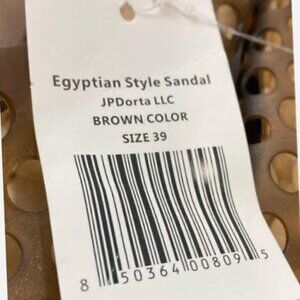 Egyptian Style Sandal
JPDorta LLC
BROWN COLOR
SIZE 39
8 50364 00809 5